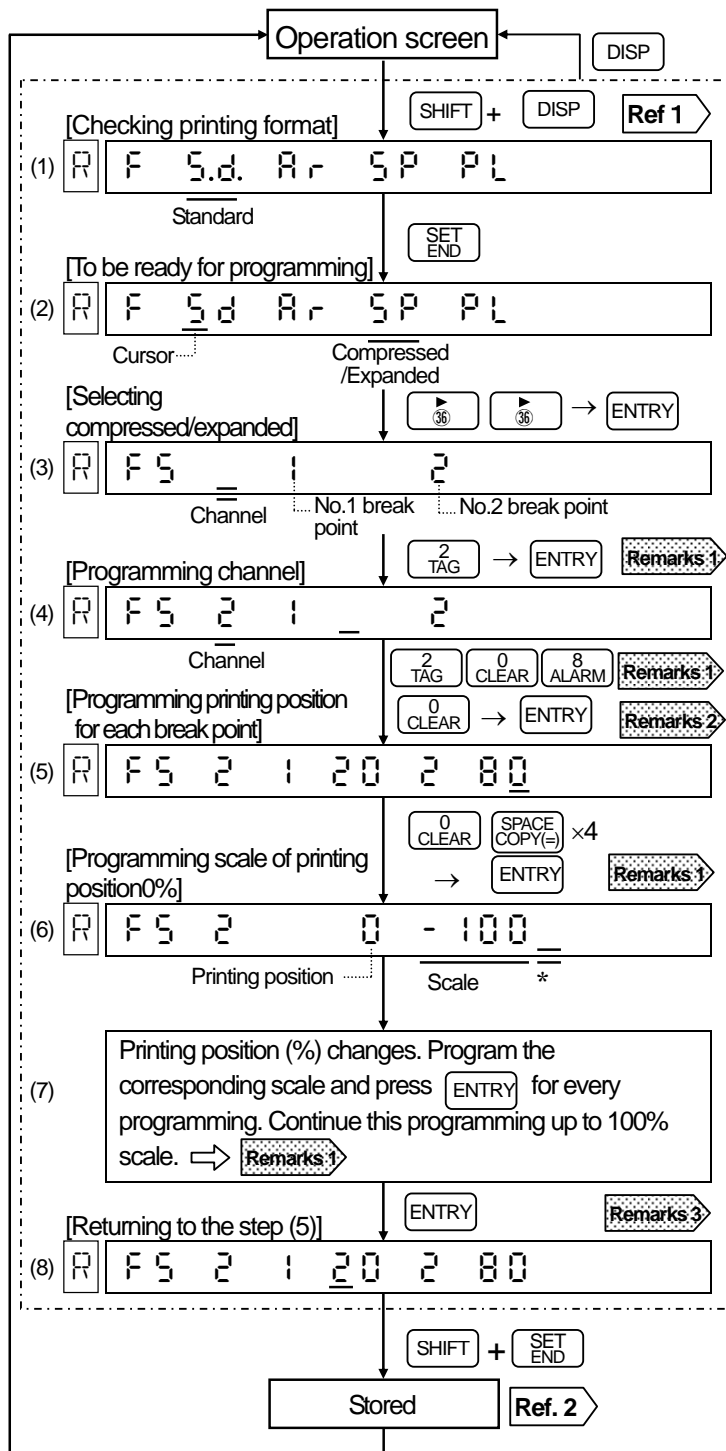 Operation screen
DISP
SHIFT + DISP Ref 1
[Checking printing format]
(1) R F S.d. Ar SP PL
Standard
SET END
[To be ready for programming]
(2) R F Sd Ar SP PL
Cursor
Compressed
/Expanded
[Selecting
compressed/expanded]
► 36 ► 36 → ENTRY
(3) R FS 1 2
Channel
No.1 break
point
No.2 break point
2 TAG → ENTRY Remarks 1
[Programming channel]
(4) R FS 2 1 _ 2
Channel
2 TAG 0 CLEAR 8 ALARM Remarks 1
0 CLEAR → ENTRY Remarks 2
[Programming printing position
for each break point]
(5) R FS 2 1 20 2 80
0 CLEAR SPACE COPY(=) ×4
→ ENTRY Remarks 1
[Programming scale of printing
position0%]
(6) R FS 2 0 -100
Printing position
Scale
*
(7)
Printing position (%) changes. Program the
corresponding scale and press ENTRY for every
programming. Continue this programming up to 100%
scale. ⇨ Remarks 1
ENTRY Remarks 3
[Returning to the step (5)]
(8) R FS 2 1 20 2 80
SHIFT + SET END
Stored
Ref. 2